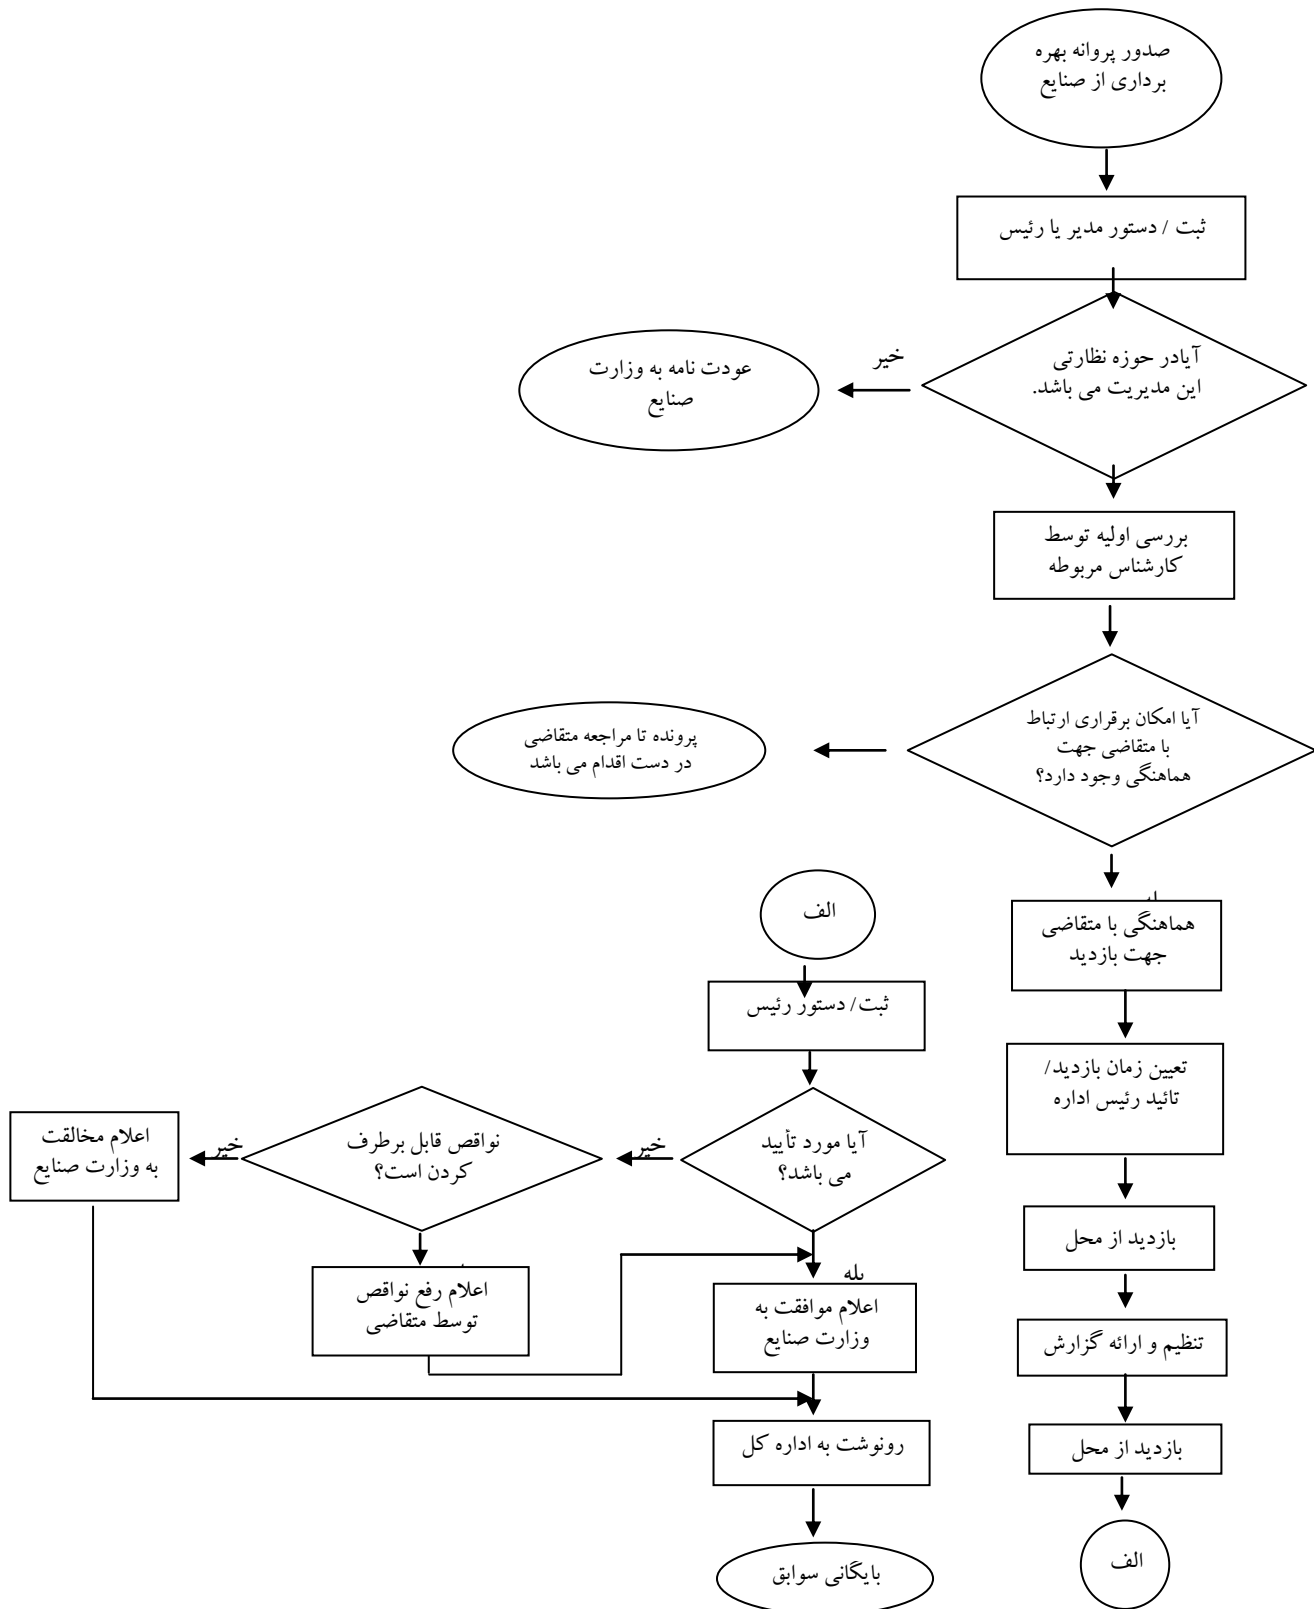 صدور پروانه بهره
برداری از صنایع
ثبت / دستور مدیر یا رئیس
آیادر حوزه نظارتی
این مدیریت می باشد.
خیر
عودت نامه به وزارت
صنایع
بررسی اولیه توسط
کارشناس مربوطه
آیا امکان برقراری ارتباط
با متقاضی جهت
هماهنگی وجود دارد؟
پرونده تا مراجعه متقاضی
در دست اقدام می باشد
هماهنگی با متقاضی
جهت بازدید
تعیین زمان بازدید/
تائید رئیس اداره
بازدید از محل
تنظیم و ارائه گزارش
بازدید از محل
الف
الف
ثبت/ دستور رئیس
آیا مورد تأیید
می باشد؟
خیر
نواقص قابل برطرف
کردن است؟
خیر
اعلام مخالقت
به وزارت صنایع
اعلام رفع نواقص
توسط متقاضی
بله
اعلام موافقت به
وزارت صنایع
رونوشت به اداره کل
بایگانی سوابق